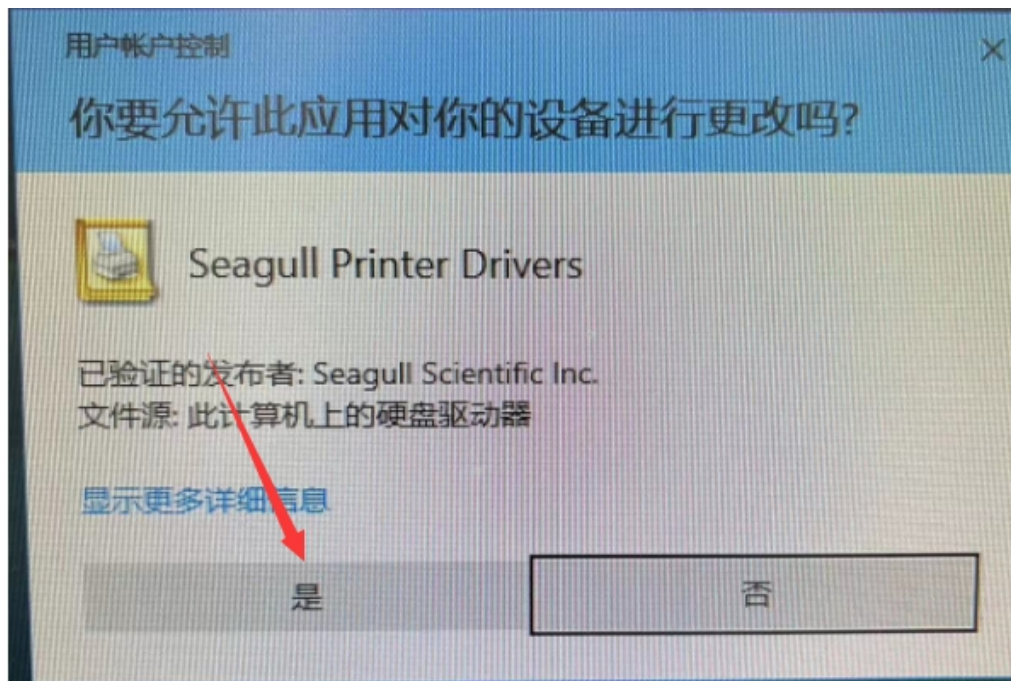 用户帐户控制
你要允许此应用对你的设备进行更改吗?
Seagull Printer Drivers
已验证的发布者: Seagull Scientific Inc.
文件源: 此计算机上的硬盘驱动器
显示更多详细信息
是
否